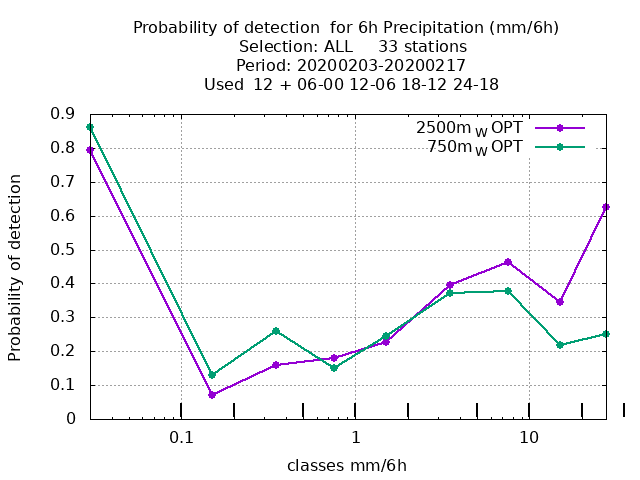 Probability of detection  for 6h Precipitation (mm/6h)
Selection: ALL     33 stations
Period: 20200203-20200217
Used  12 + 06-00 12-06 18-12 24-18
2500m W OPT
750m W OPT
0.9
0.8
0.7
0.6
0.5
0.4
0.3
0.2
0.1
0
Probability of detection
0.1 1 10
classes mm/6h